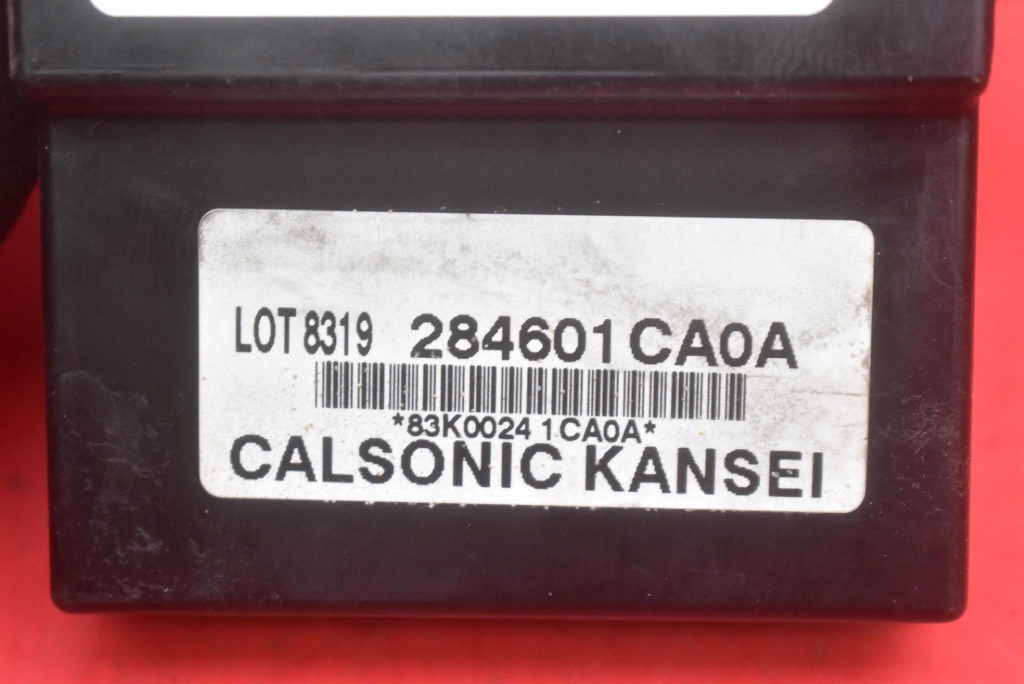 LOT 8319 284601CA0A
*83K0024 1CA0A*
CALSONIC KANSEI